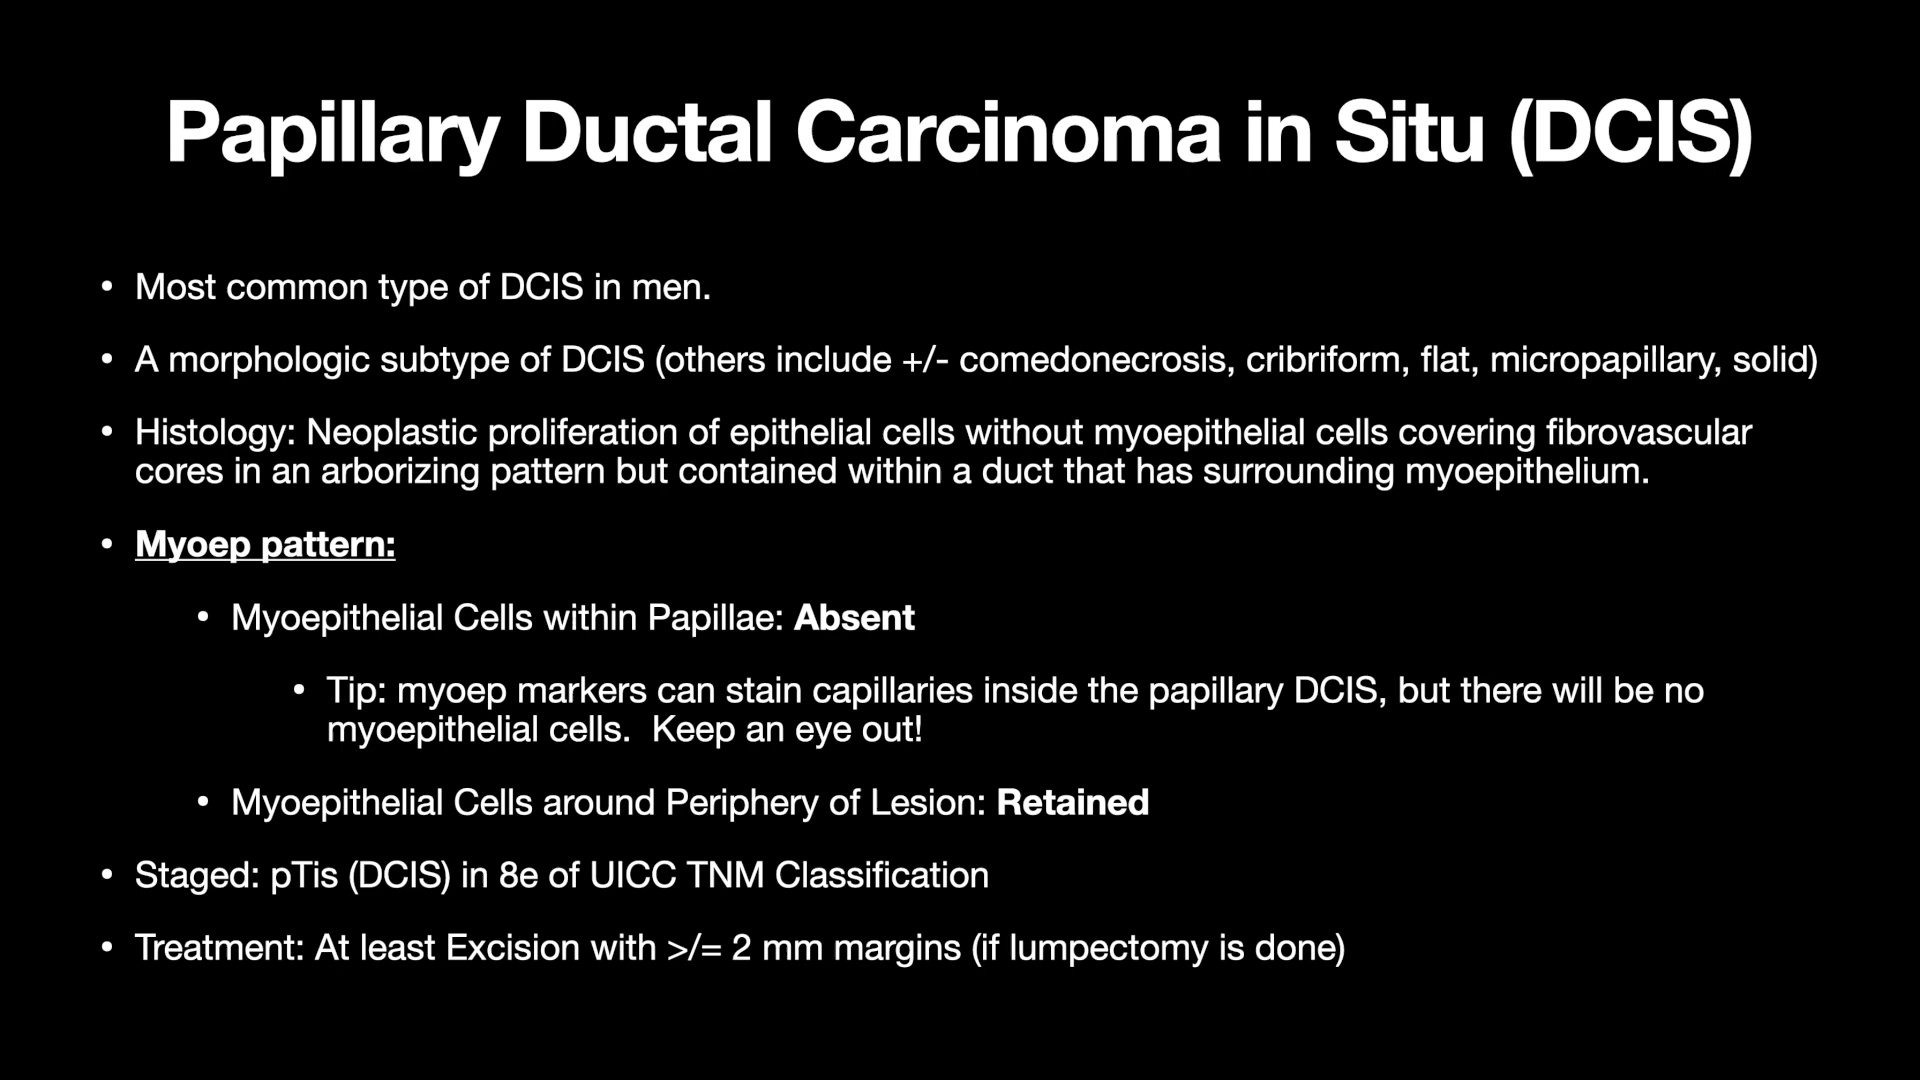 Papillary Ductal Carcinoma in Situ (DCIS)
• Most common type of DCIS in men.
• A morphologic subtype of DCIS (others include +/- comedonecrosis, cribriform, flat, micropapillary, solid)
• Histology: Neoplastic proliferation of epithelial cells without myoepithelial cells covering fibrovascular
cores in an arborizing pattern but contained within a duct that has surrounding myoepithelium.
• Myoep pattern:
• Myoepithelial Cells within Papillae: Absent
• Tip: myoep markers can stain capillaries inside the papillary DCIS, but there will be no
myoepithelial cells.  Keep an eye out!
• Myoepithelial Cells around Periphery of Lesion: Retained
• Staged: pTis (DCIS) in 8e of UICC TNM Classification
• Treatment: At least Excision with >/= 2 mm margins (if lumpectomy is done)